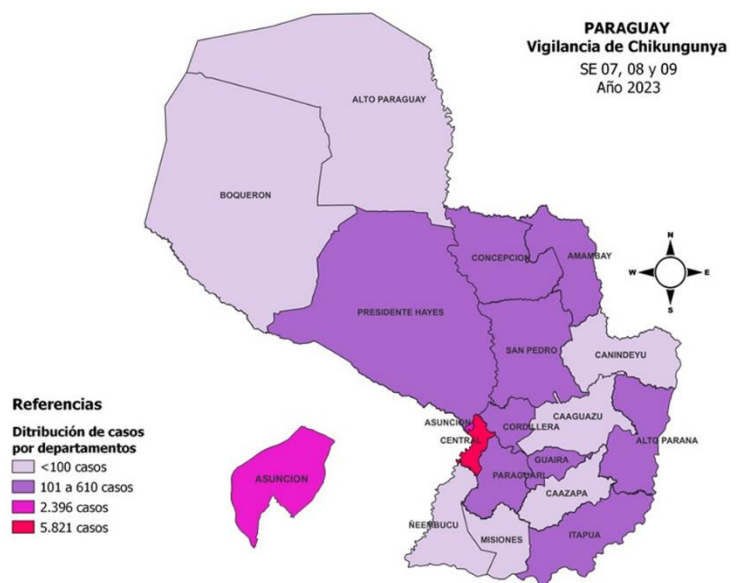 PARAGUAY
Vigilancia de Chikungunya
SE 07, 08 y 09
Año 2023
ALTO PARAGUAY
BOQUERON
CONCEPCION
AMAMBAY
N
W E
S
PRESIDENTE HAYES
SAN PEDRO
CANINDEYU
ASUNCION
CENTRAL
CORDILLERA
CAAGUAZU
ALTO PARANA
GUAIRA
PARAGUARI
CAAZAPA
ÑEEMBUCU
MISIONES
ITAPUA
ASUNCION
Referencias
Ditribución de casos
por departamentos
<100 casos
101 a 610 casos
2.396 casos
5.821 casos